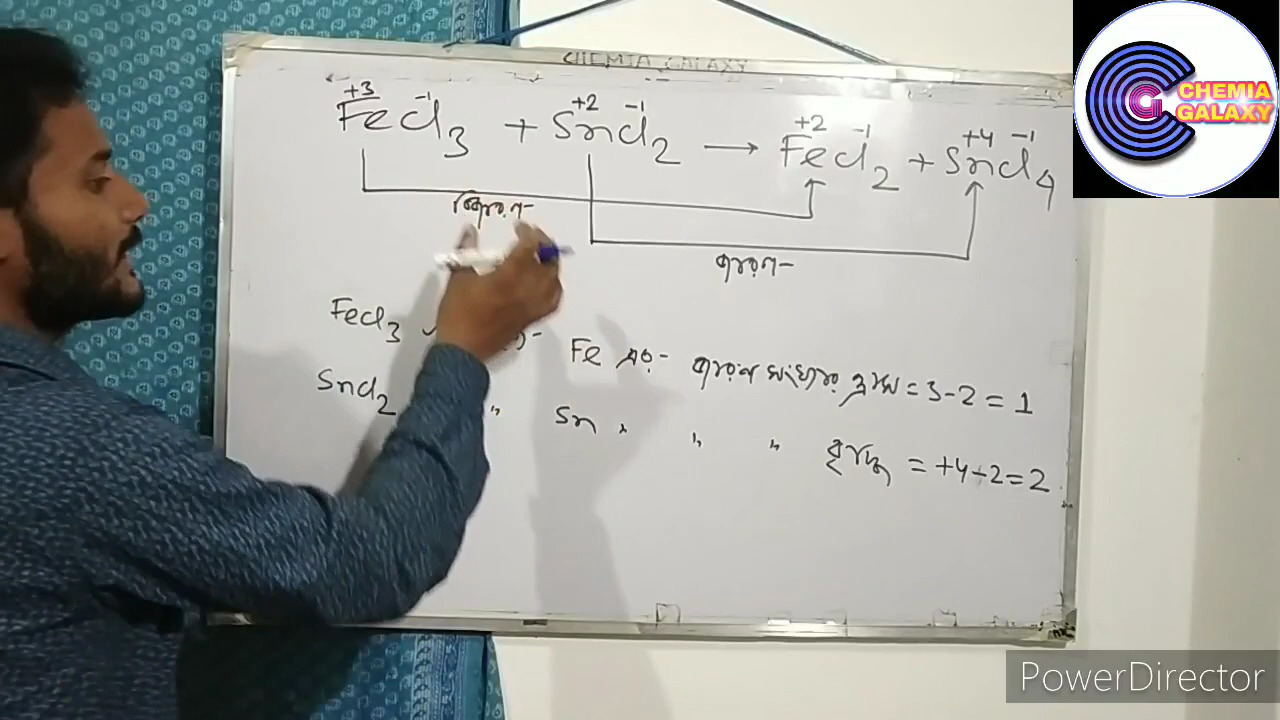 CHEMIA GALAXY
CHEMIA
GALAXY
+3 -1 +2 -1 +2 -1 +4 -1
FeCl3 + SnCl2 → FeCl2 + SnCl4
বিজারণ
জারণ
FeCl3 Fe এর জারণ সংখ্যার হ্রাস = 3-2 = 1
SnCl2 " Sn " " " বৃদ্ধি = +4-2=2
PowerDirector